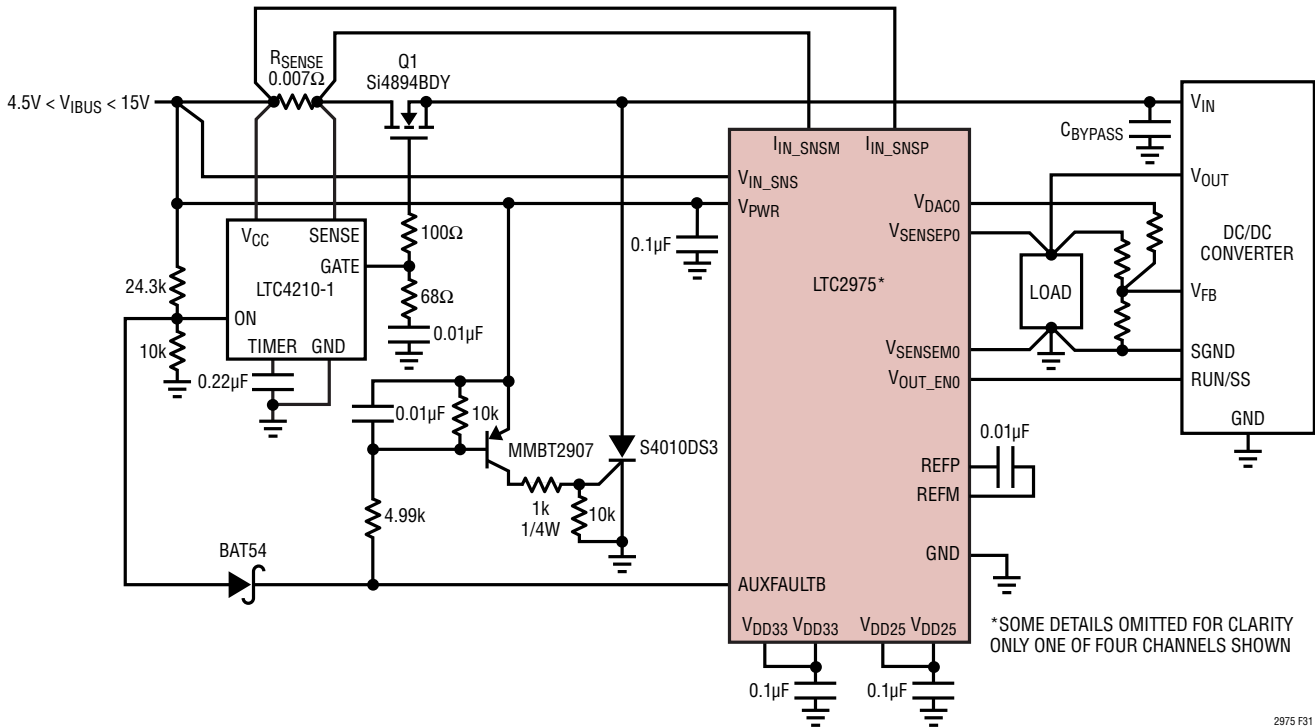 RSENSE
0.007Ω
Q1
Si4894BDY
4.5V < VIBUS < 15V
IIN_SNSM
IIN_SNSP
VIN_SNS
VPWR
VDAC0
VSENSEP0
LTC2975*
VSENSEM0
VOUT_EN0
REFP
REFM
GND
AUXFAULTB
VDD33
VDD33
VDD25
VDD25
CBYPASS
VIN
VOUT
DC/DC
CONVERTER
VFB
SGND
RUN/SS
GND
LOAD
VCC
SENSE
GATE
LTC4210-1
ON
TIMER
GND
100Ω
68Ω
0.01µF
0.1µF
24.3k
10k
0.22µF
0.01µF
10k
MMBT2907
S4010DS3
1k
1/4W
10k
4.99k
BAT54
0.01µF
0.1µF
0.1µF
*SOME DETAILS OMITTED FOR CLARITY
ONLY ONE OF FOUR CHANNELS SHOWN
2975 F31